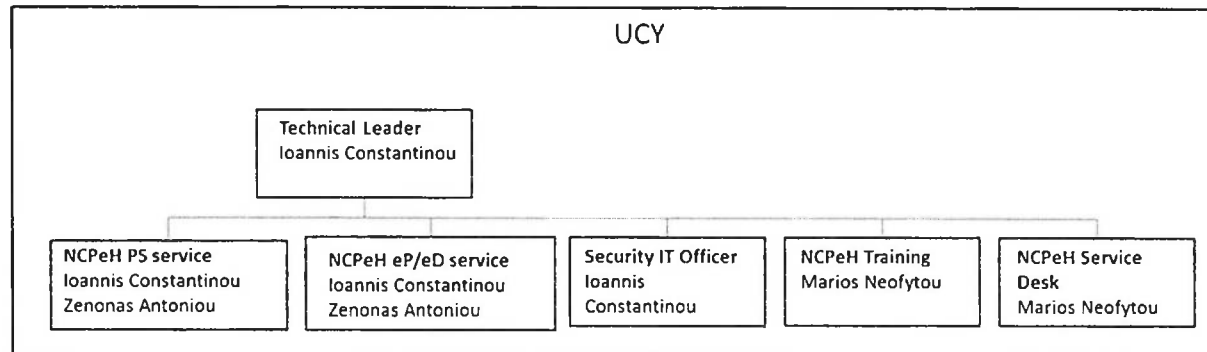 UCY
Technical Leader
Ioannis Constantinou
NCPeH PS service
Ioannis Constantinou
Zenonas Antoniou
NCPeH eP/eD service
Ioannis Constantinou
Zenonas Antoniou
Security IT Officer
Ioannis
Constantinou
NCPeH Training
Marios Neofytou
NCPeH Service
Desk
Marios Neofytou